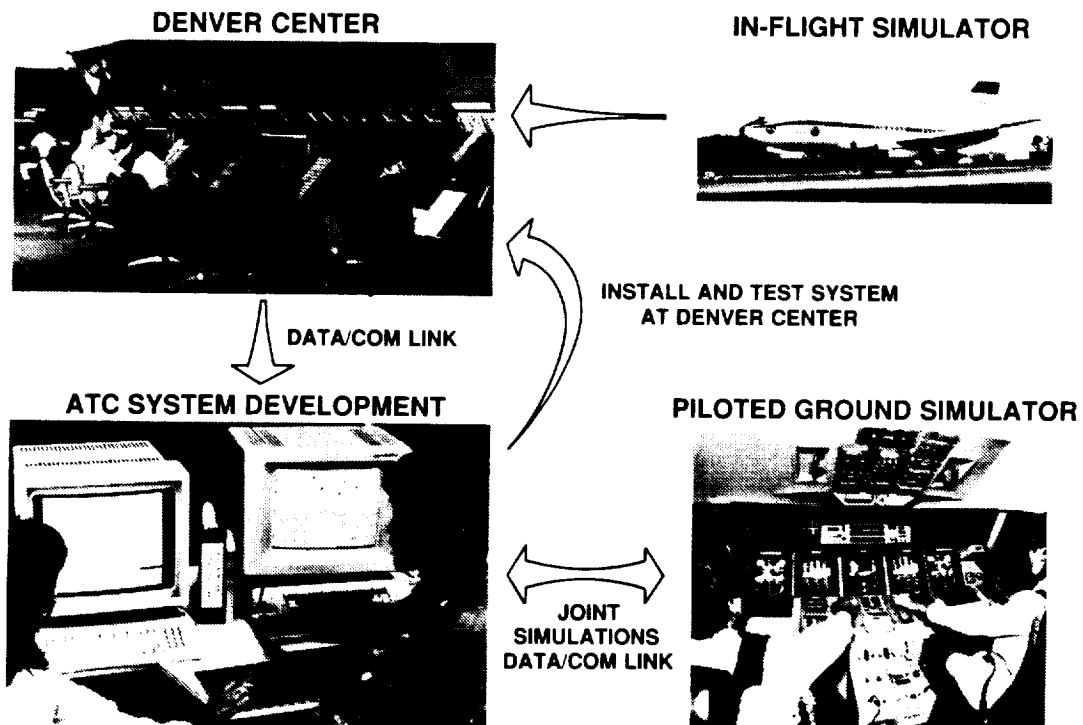 DENVER CENTER
IN-FLIGHT SIMULATOR
INSTALL AND TEST SYSTEM
AT DENVER CENTER
DATA/COM LINK
ATC SYSTEM DEVELOPMENT
PILOTED GROUND SIMULATOR
JOINT
SIMULATIONS
DATA/COM LINK